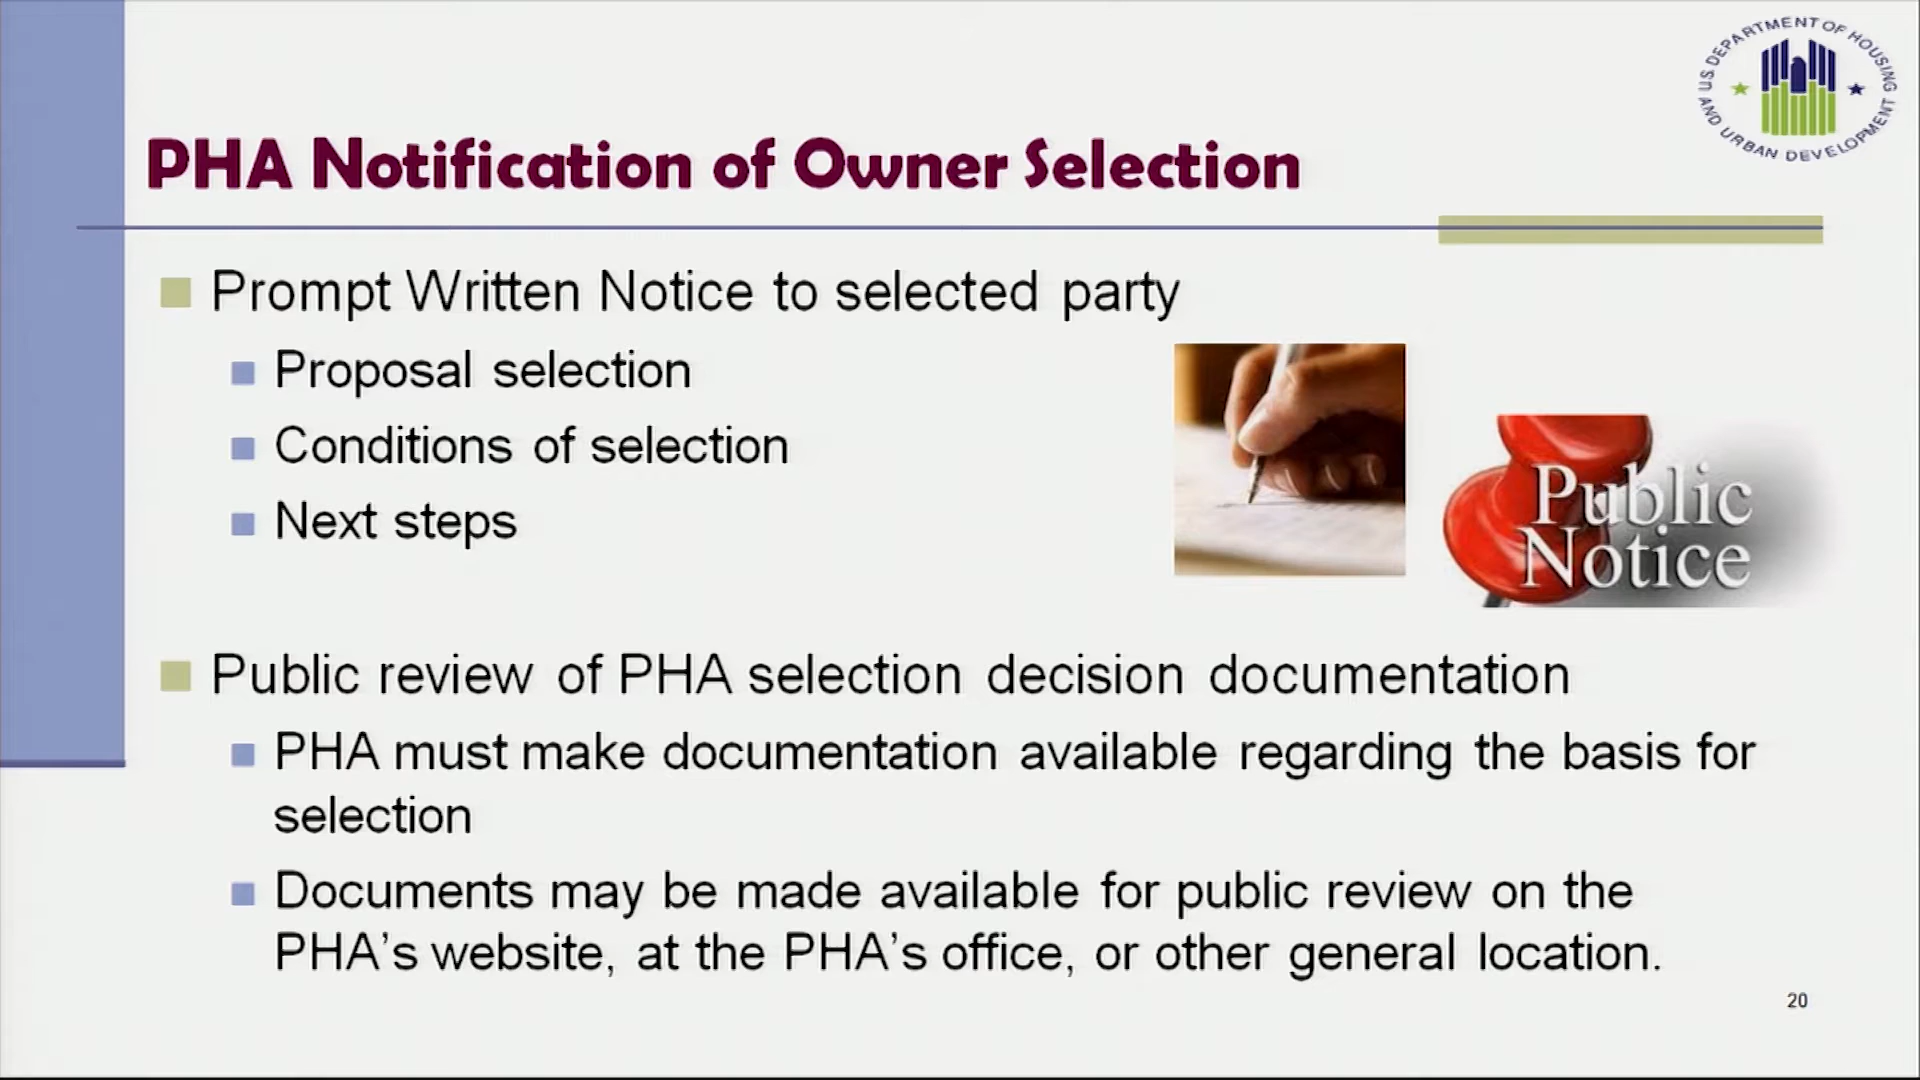 U.S. DEPARTMENT OF HOUSING
AND URBAN DEVELOPMENT
PHA Notification of Owner Selection
Prompt Written Notice to selected party
Proposal selection
Conditions of selection
Next steps
Public
Notice
Public review of PHA selection decision documentation
PHA must make documentation available regarding the basis for
selection
Documents may be made available for public review on the
PHA’s website, at the PHA’s office, or other general location.
20